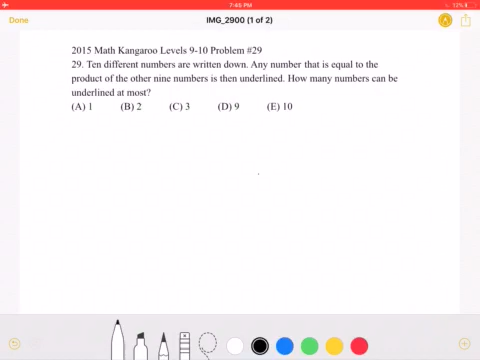 7:45 PM
12%
Done
IMG_2900 (1 of 2)
2015 Math Kangaroo Levels 9-10 Problem #29
29. Ten different numbers are written down. Any number that is equal to the
product of the other nine numbers is then underlined. How many numbers can be
underlined at most?
(A) 1 (B) 2 (C) 3 (D) 9 (E) 10